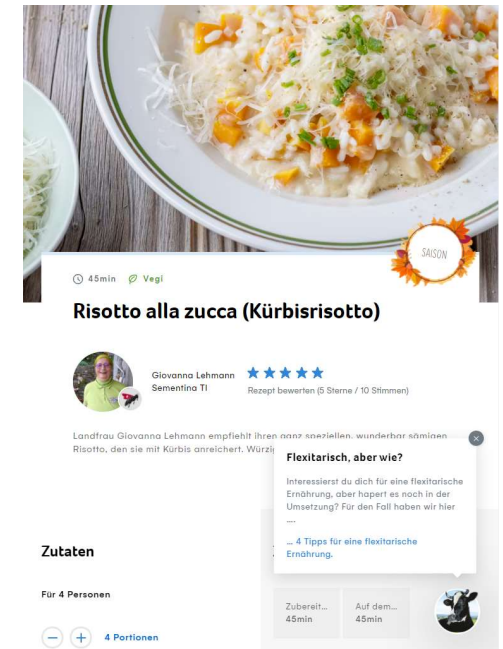 SAISON
45min Vegi
Risotto alla zucca (Kürbisrisotto)
Giovanna Lehmann
Sementina TI
Rezept bewerten (5 Sterne / 10 Stimmen)
Landfrau Giovanna Lehmann empfiehlt ihren ganz speziellen, wunderbar sämigen
Risotto, den sie mit Kürbis anreichert.
Flexitarisch, aber wie?
Interessierst du dich für eine flexitarische
Ernährung, aber hapert es noch in der
Umsetzung? Für den Fall haben wir hier
....
... 4 Tipps für eine flexitarische
Ernährung.
Zutaten
Für 4 Personen
4 Portionen
Zubereit...
45min
Auf dem...
45min